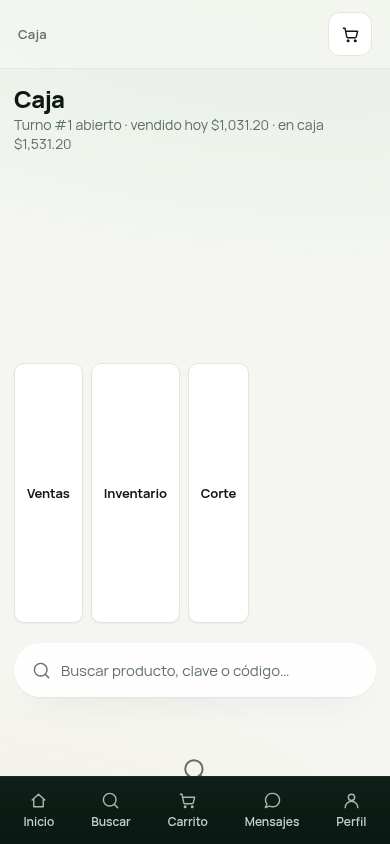 Caja
Caja
Turno #1 abierto · vendido hoy $1,031.20 · en caja
$1,531.20
Ventas
Inventario
Corte
Buscar producto, clave o código…
Inicio
Buscar
Carrito
Mensajes
Perfil